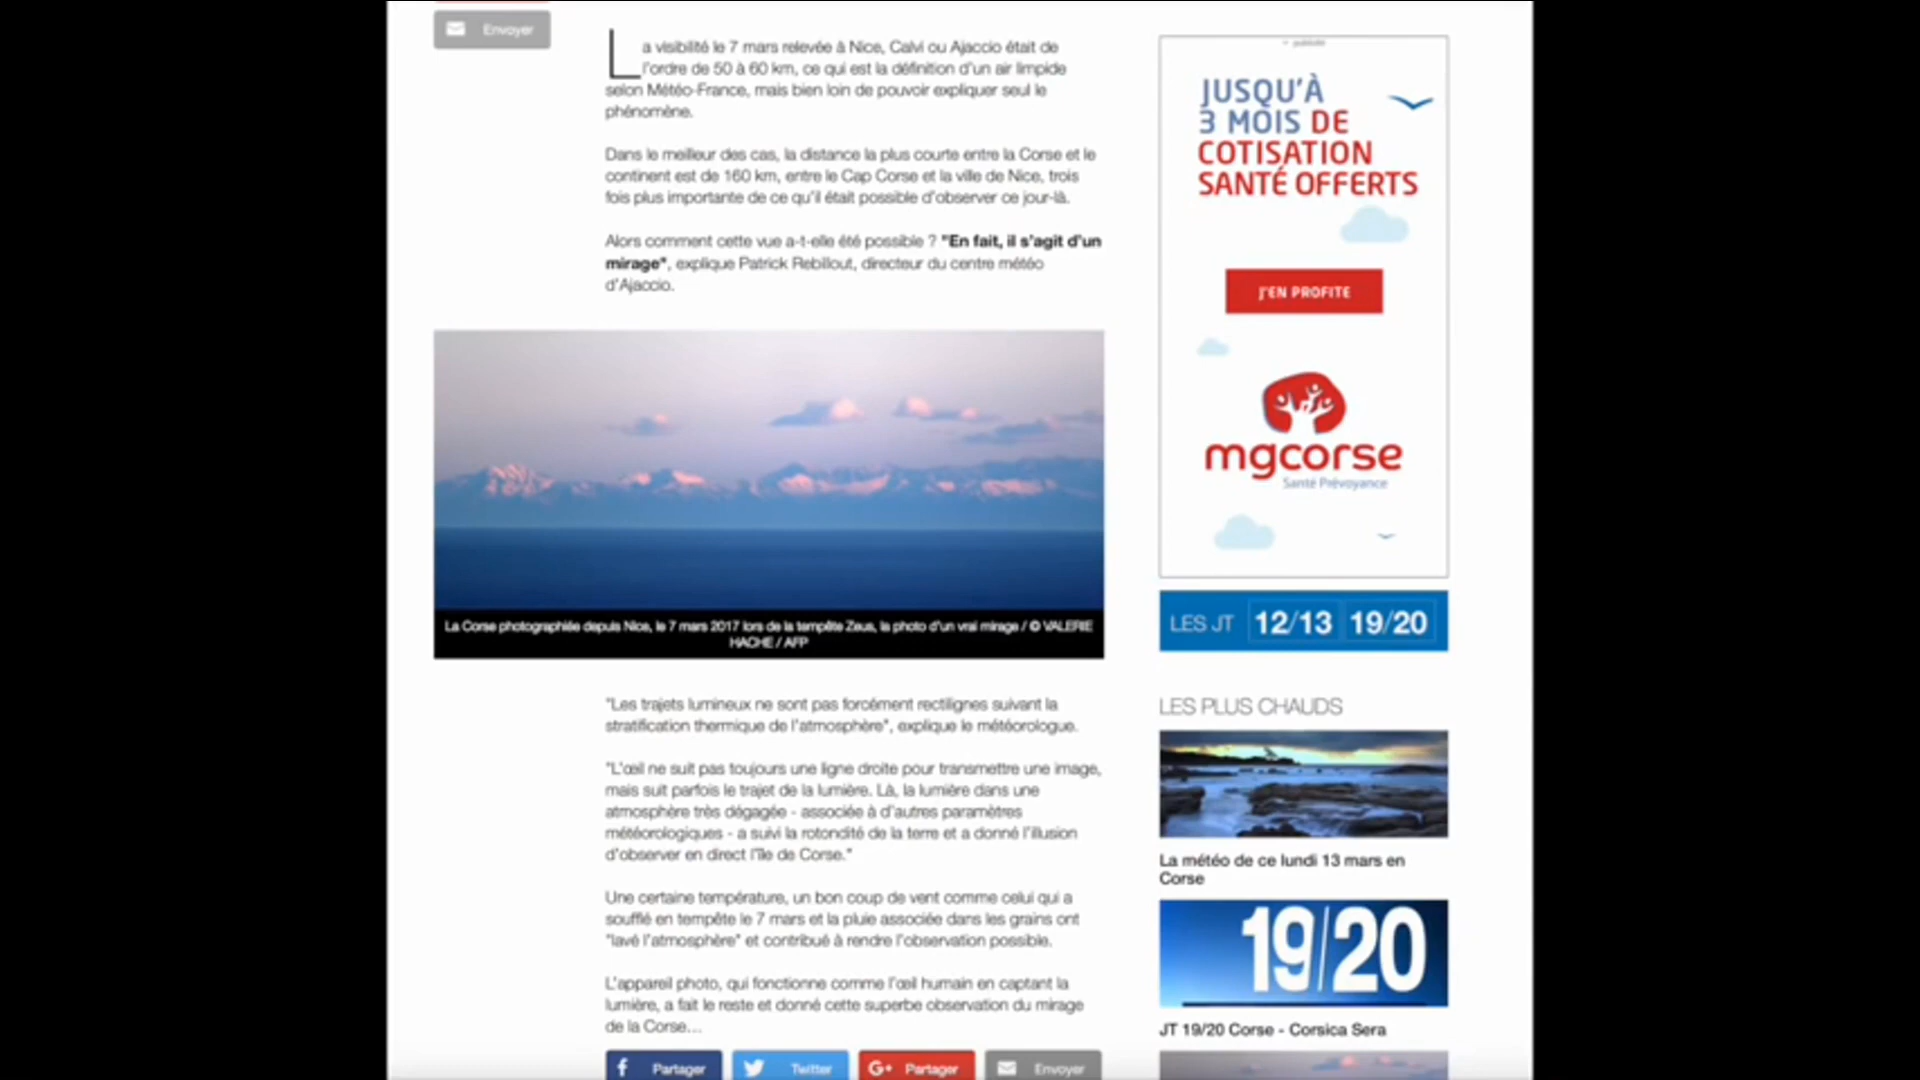 Envoyer
La visibilité le 7 mars relevée à Nice, Calvi ou Ajaccio était de
l'ordre de 50 à 60 km, ce qui est la définition d'un air limpide
selon Météo-France, mais bien loin de pouvoir expliquer seul le
phénomène.
Dans le meilleur des cas, la distance la plus courte entre la Corse et le
continent est de 160 km, entre le Cap Corse et la ville de Nice, trois
fois plus importante de ce qu'il était possible d'observer ce jour-là.
Alors comment cette vue a-t-elle été possible ? "En fait, il s'agit d'un
mirage", explique Patrick Rebillout, directeur du centre météo
d'Ajaccio.
La Corse photographiée depuis Nice, le 7 mars 2017 lors de la tempête Zeus, la photo d'un vrai mirage / © VALERIE
HACHE / AFP
"Les trajets lumineux ne sont pas forcément rectilignes suivant la
stratification thermique de l'atmosphère", explique le météorologue.
"L'œil ne suit pas toujours une ligne droite pour transmettre une image,
mais suit parfois le trajet de la lumière. Là, la lumière dans une
atmosphère très dégagée - associée à d'autres paramètres
météorologiques - a suivi la rotondité de la terre et a donné l'illusion
d'observer en direct l'île de Corse."
Une certaine température, un bon coup de vent comme celui qui a
soufflé en tempête le 7 mars et la pluie associée dans les grains ont
"lavé l'atmosphère" et contribué à rendre l'observation possible.
L'appareil photo, qui fonctionne comme l'œil humain en captant la
lumière, a fait le reste et donné cette superbe observation du mirage
de la Corse...
Partager
Twitter
G+ Partager
Envoyer
publicité
JUSQU'À
3 MOIS DE
COTISATION
SANTÉ OFFERTS
J'EN PROFITE
mgcorse
Santé Prévoyance
LES JT 12/13 19/20
LES PLUS CHAUDS
La météo de ce lundi 13 mars en
Corse
19/20
JT 19/20 Corse - Corsica Sera